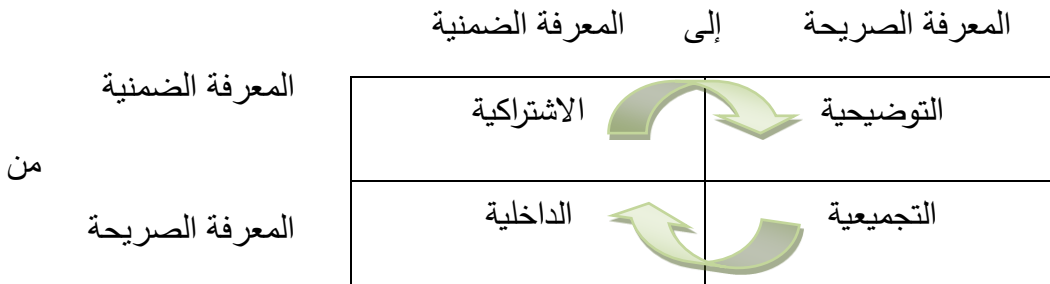 المعرفة الصريحة إلى المعرفة الضمنية
المعرفة الضمنية
التوضيحية الاشتراكية
من
التجميعية الداخلية
المعرفة الصريحة